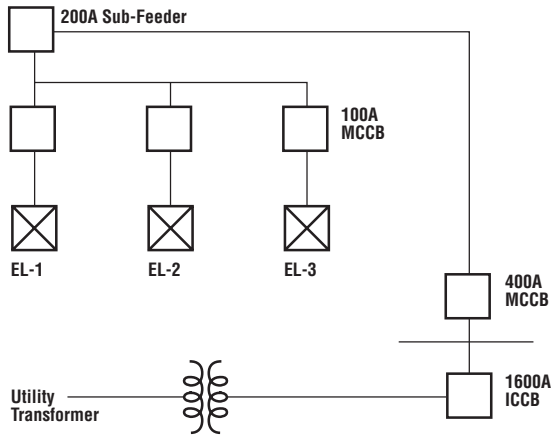 200A Sub-Feeder
100A
MCCB
EL-1
EL-2
EL-3
400A
MCCB
1600A
ICCB
Utility
Transformer